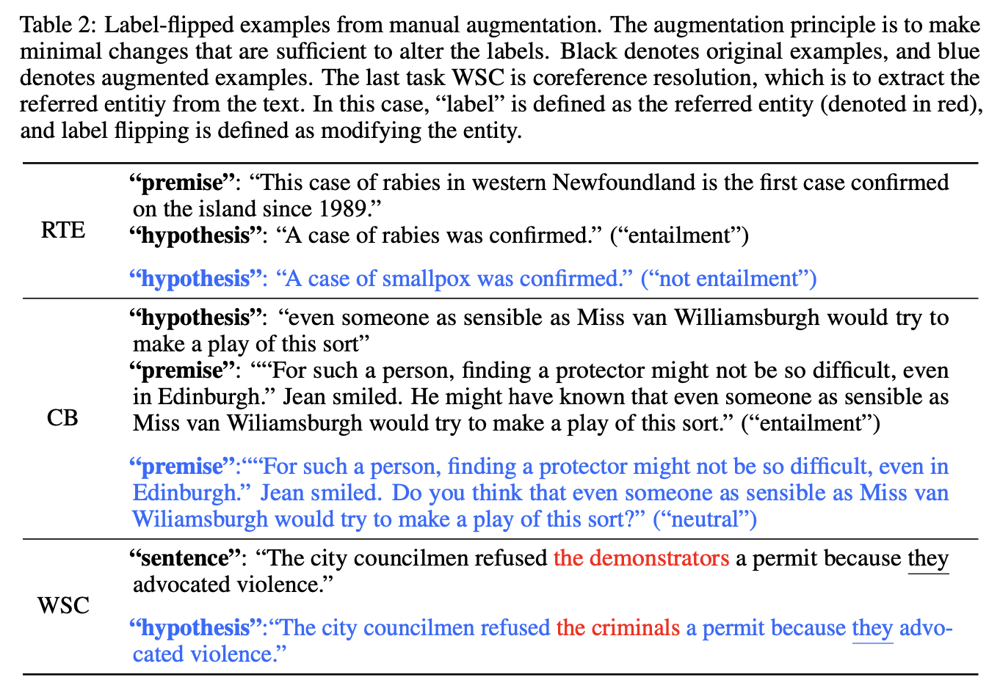 Table 2: Label-flipped examples from manual augmentation. The augmentation principle is to make
minimal changes that are sufficient to alter the labels. Black denotes original examples, and blue
denotes augmented examples. The last task WSC is coreference resolution, which is to extract the
referred entitiy from the text. In this case, “label” is defined as the referred entity (denoted in red),
and label flipping is defined as modifying the entity.
RTE
“premise”: “This case of rabies in western Newfoundland is the first case confirmed
on the island since 1989.”
“hypothesis”: “A case of rabies was confirmed.” (“entailment”)
“hypothesis”: “A case of smallpox was confirmed.” (“not entailment”)
CB
“hypothesis”: “even someone as sensible as Miss van Williamsburgh would try to
make a play of this sort”
“premise”: ““For such a person, finding a protector might not be so difficult, even
in Edinburgh.” Jean smiled. He might have known that even someone as sensible as
Miss van Wiliamsburgh would try to make a play of this sort.” (“entailment”)
“premise”:““For such a person, finding a protector might not be so difficult, even in
Edinburgh.” Jean smiled. Do you think that even someone as sensible as Miss van
Wiliamsburgh would try to make a play of this sort?” (“neutral”)
WSC
“sentence”: “The city councilmen refused the demonstrators a permit because they
advocated violence.”
“hypothesis”:“The city councilmen refused the criminals a permit because they advo-
cated violence.”